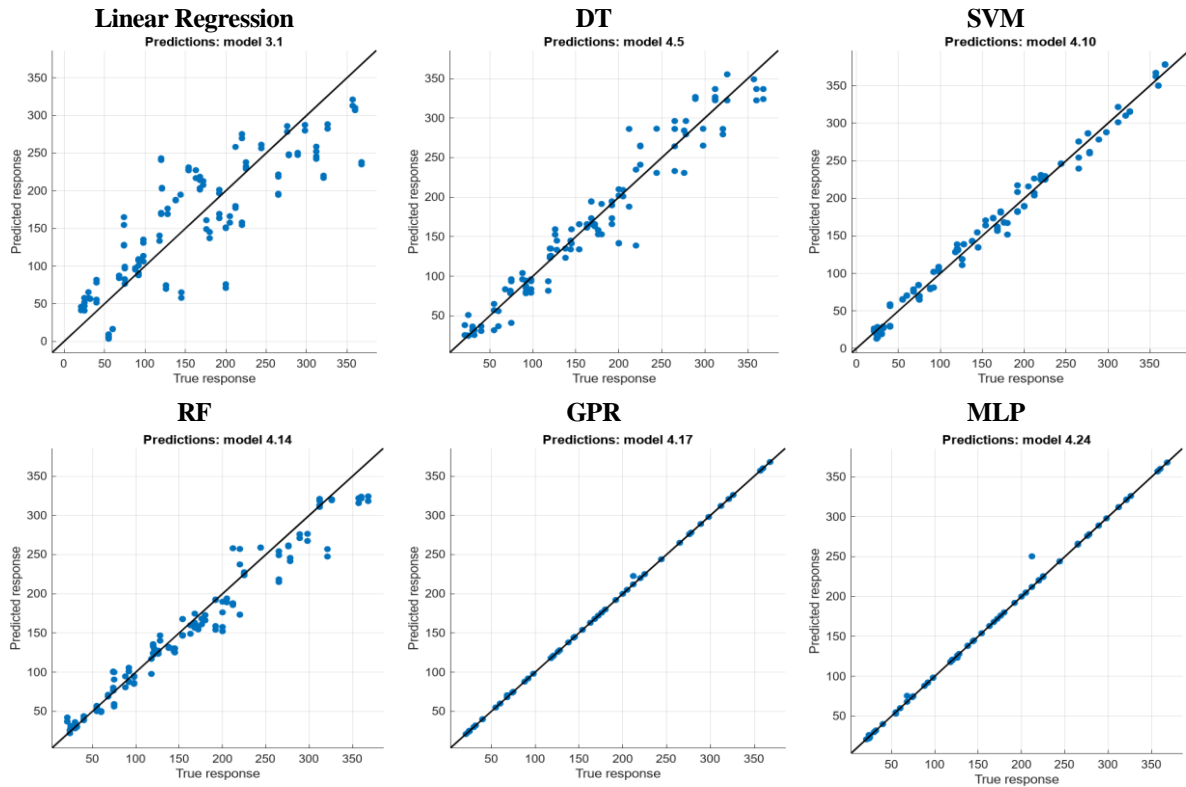 Linear Regression
Predictions: model 3.1
350
300
250
200
150
100
50
0
0 50 100 150 200 250 300 350
True response
Predicted response
DT
Predictions: model 4.5
350
300
250
200
150
100
50
50 100 150 200 250 300 350
True response
Predicted response
SVM
Predictions: model 4.10
350
300
250
200
150
100
50
0
0 50 100 150 200 250 300 350
True response
Predicted response
RF
Predictions: model 4.14
350
300
250
200
150
100
50
50 100 150 200 250 300 350
True response
Predicted response
GPR
Predictions: model 4.17
350
300
250
200
150
100
50
50 100 150 200 250 300 350
True response
Predicted response
MLP
Predictions: model 4.24
350
300
250
200
150
100
50
50 100 150 200 250 300 350
True response
Predicted response